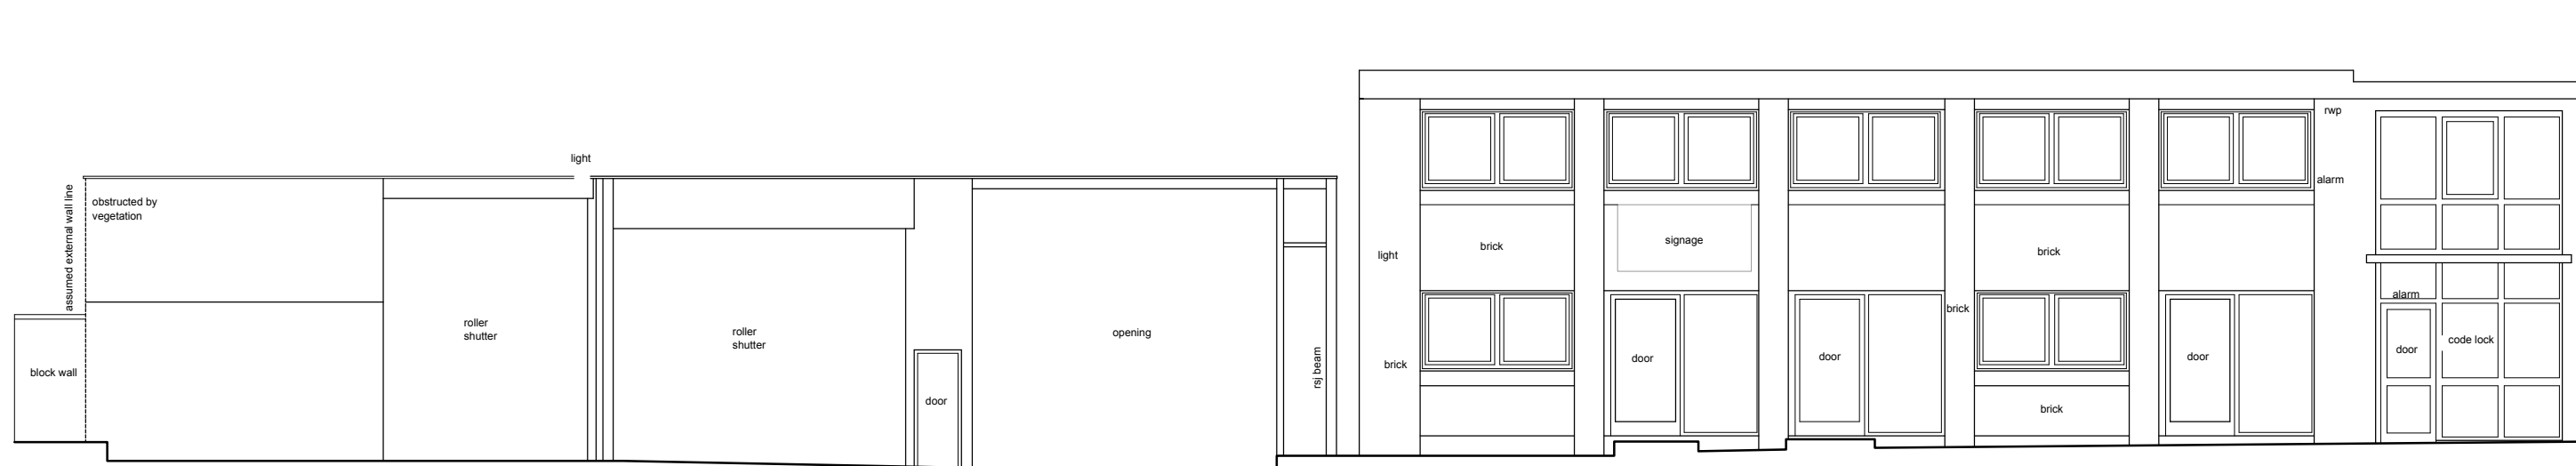 assumed external wall line
obstructed by
vegetation
block wall
light
roller
shutter
roller
shutter
door
opening
rsj beam
light
brick
brick
signage
door
door
brick
brick
brick
door
rwp
alarm
alarm
door
code lock